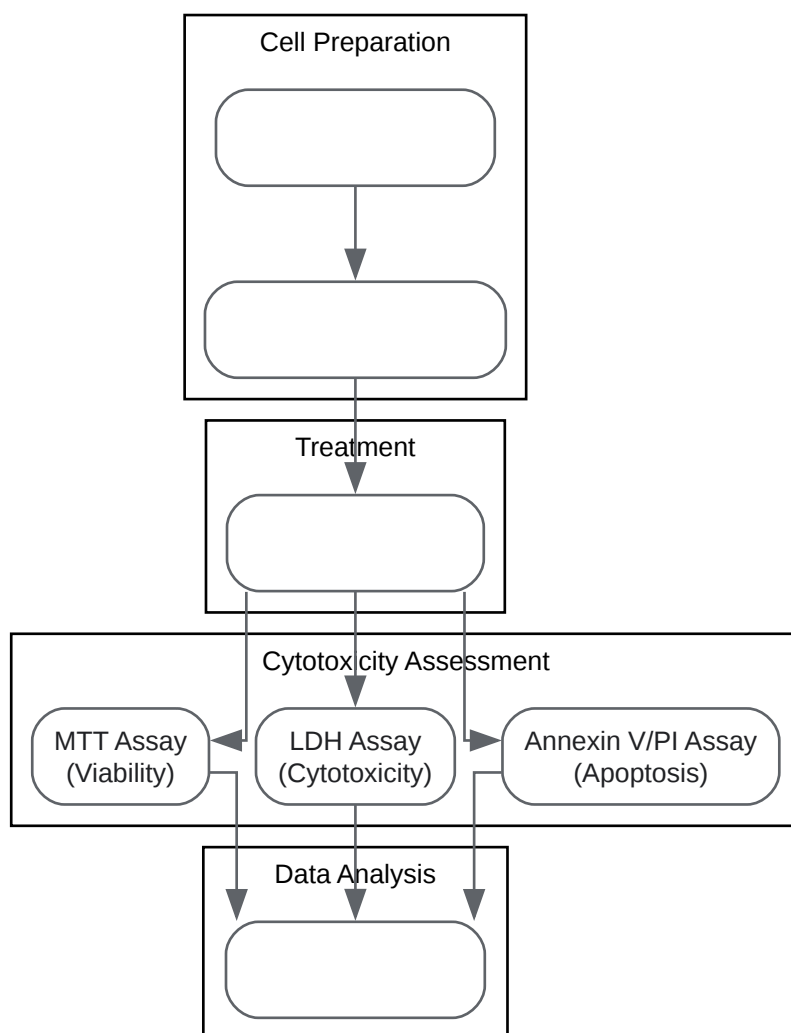 Cell Preparation
Treatment
Cytotoxicity Assessment
MTT Assay
(Viability)
LDH Assay
(Cytotoxicity)
Annexin V/PI Assay
(Apoptosis)
Data Analysis